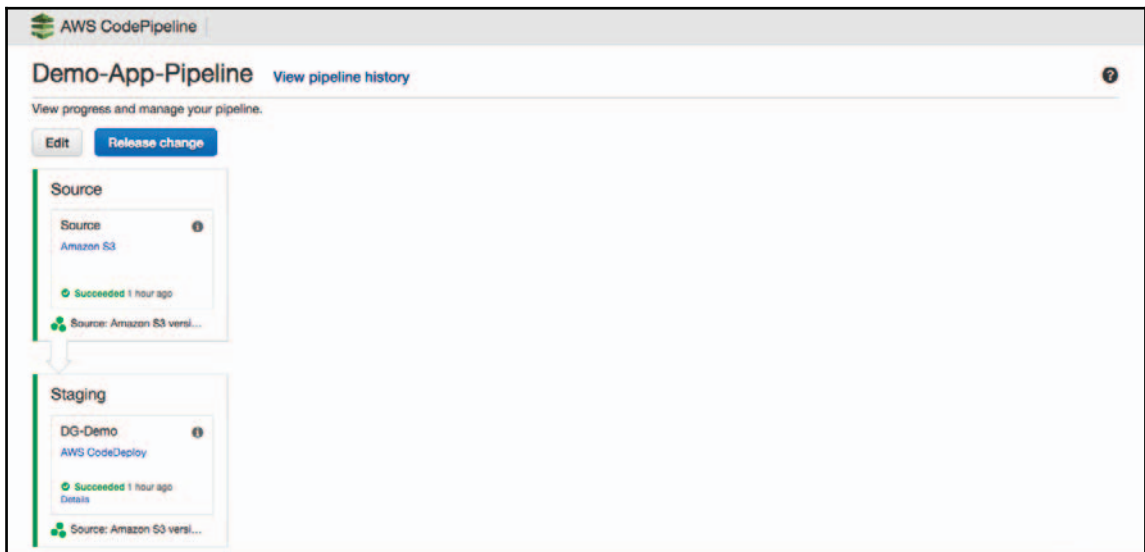 AWS CodePipeline
Demo-App-Pipeline View pipeline history
View progress and manage your pipeline.
Edit Release change
Source
Source
Amazon S3
Succeeded 1 hour ago
Source: Amazon S3 versi...
Staging
DG-Demo
AWS CodeDeploy
Succeeded 1 hour ago
Details
Source: Amazon S3 versi...